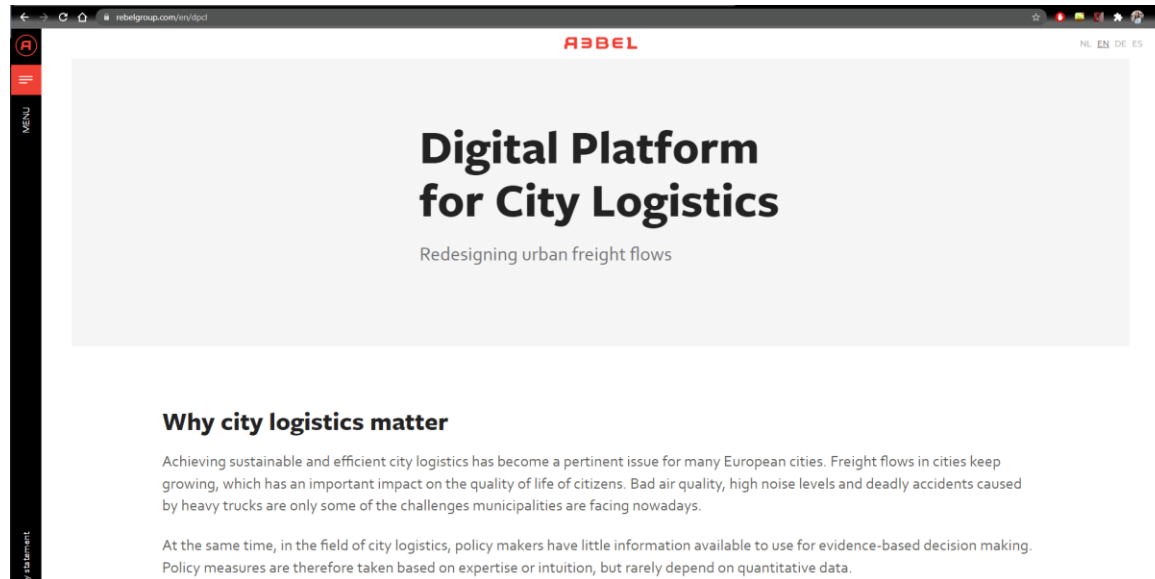 rebelgroup.com/en/dpcl
REBEL
NL EN DE ES
MENU
Digital Platform
for City Logistics
Redesigning urban freight flows
Why city logistics matter
Achieving sustainable and efficient city logistics has become a pertinent issue for many European cities. Freight flows in cities keep
growing, which has an important impact on the quality of life of citizens. Bad air quality, high noise levels and deadly accidents caused
by heavy trucks are only some of the challenges municipalities are facing nowadays.
At the same time, in the field of city logistics, policy makers have little information available to use for evidence-based decision making.
Policy measures are therefore taken based on expertise or intuition, but rarely depend on quantitative data.
statement